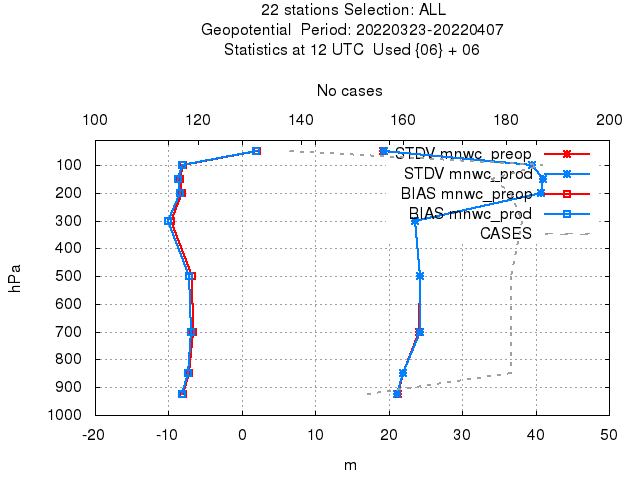 22 stations Selection: ALL
Geopotential  Period: 20220323-20220407
Statistics at 12 UTC  Used {06} + 06
No cases
100 120 140 160 180 200
STDV mnwc_preop
STDV mnwc_prod
BIAS mnwc_preop
BIAS mnwc_prod
CASES
100
200
300
400
500
600
700
800
900
1000
hPa
-20 -10 0 10 20 30 40 50
m